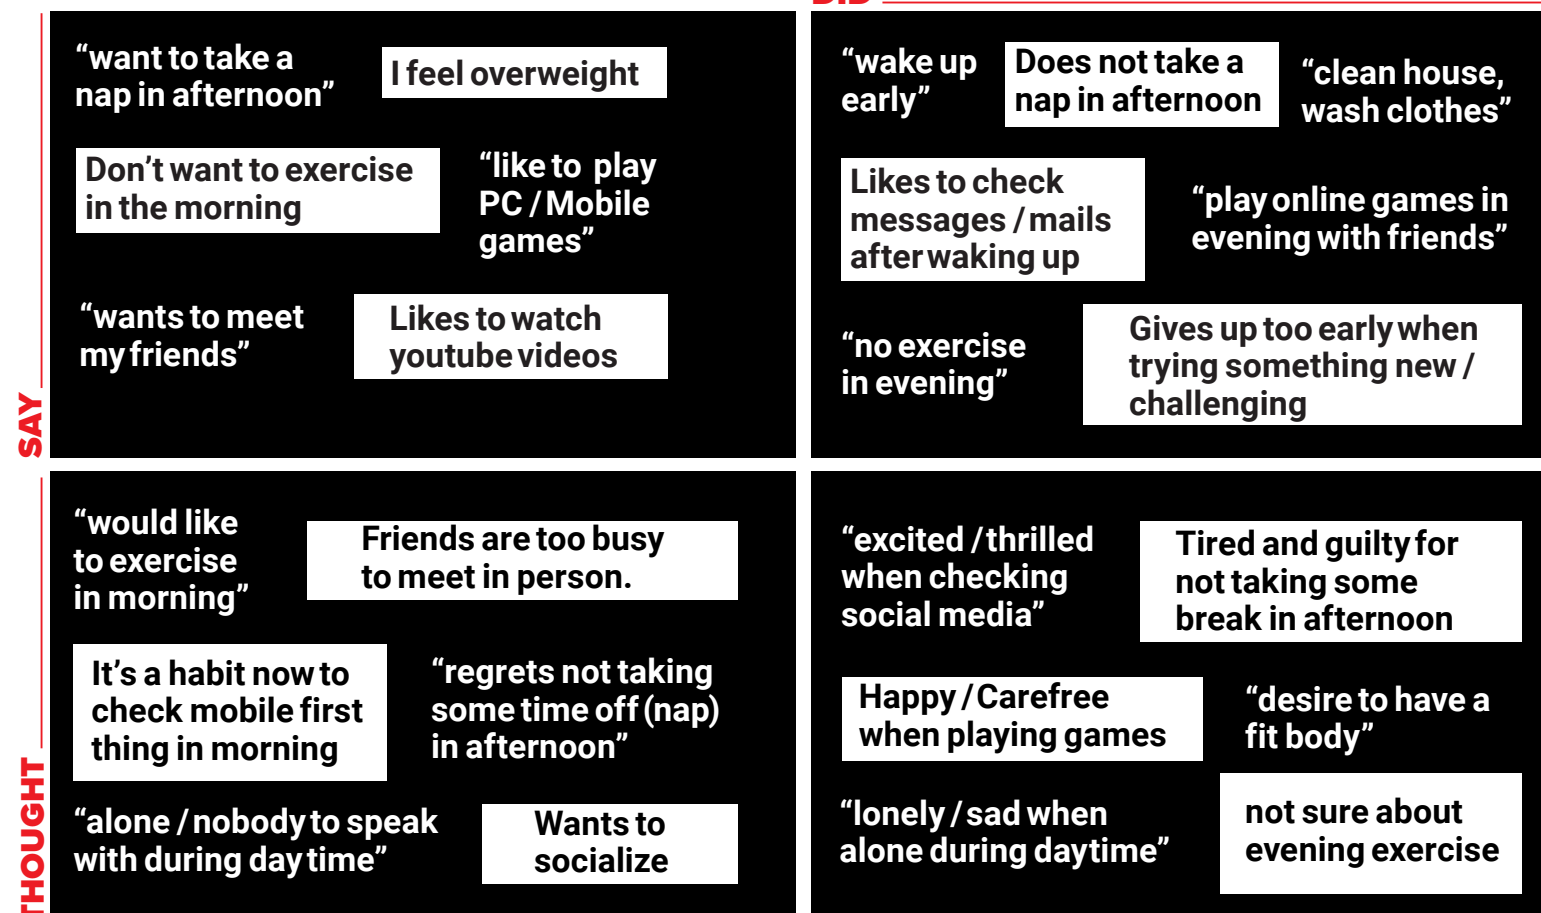 DID
SAY
“want to take a
nap in afternoon”
I feel overweight
Don’t want to exercise
in the morning
“like to play
PC / Mobile
games”
“wants to meet
my friends”
Likes to watch
youtube videos
“wake up
early”
Does not take a
nap in afternoon
“clean house,
wash clothes”
Likes to check
messages / mails
after waking up
“play online games in
evening with friends”
“no exercise
in evening”
Gives up too early when
trying something new /
challenging
THOUGHT
“would like
to exercise
in morning”
Friends are too busy
to meet in person.
It’s a habit now to
check mobile first
thing in morning
“regrets not taking
some time off (nap)
in afternoon”
“alone / nobody to speak
with during day time”
Wants to
socialize
“excited / thrilled
when checking
social media”
Tired and guilty for
not taking some
break in afternoon
Happy / Carefree
when playing games
“desire to have a
fit body”
“lonely / sad when
alone during daytime”
not sure about
evening exercise